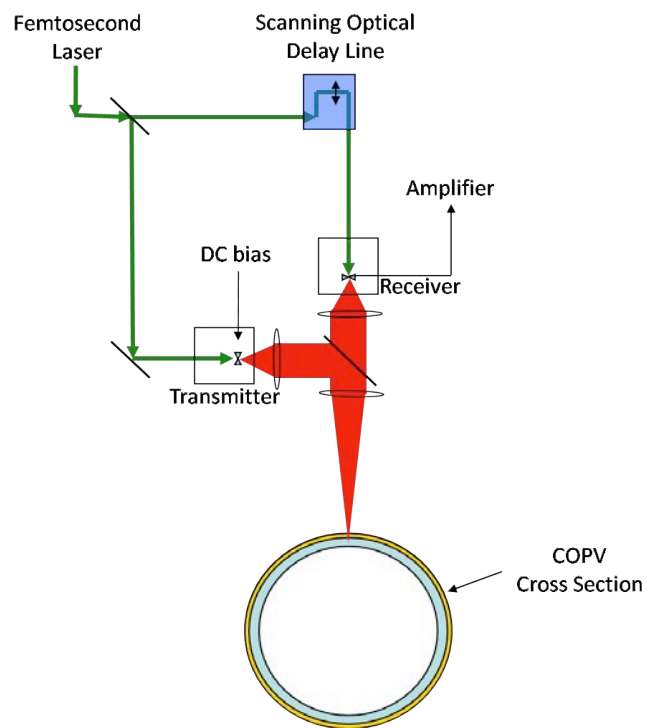 Femtosecond
Laser
Scanning Optical
Delay Line
Amplifier
DC bias
Receiver
Transmitter
COPV
Cross Section